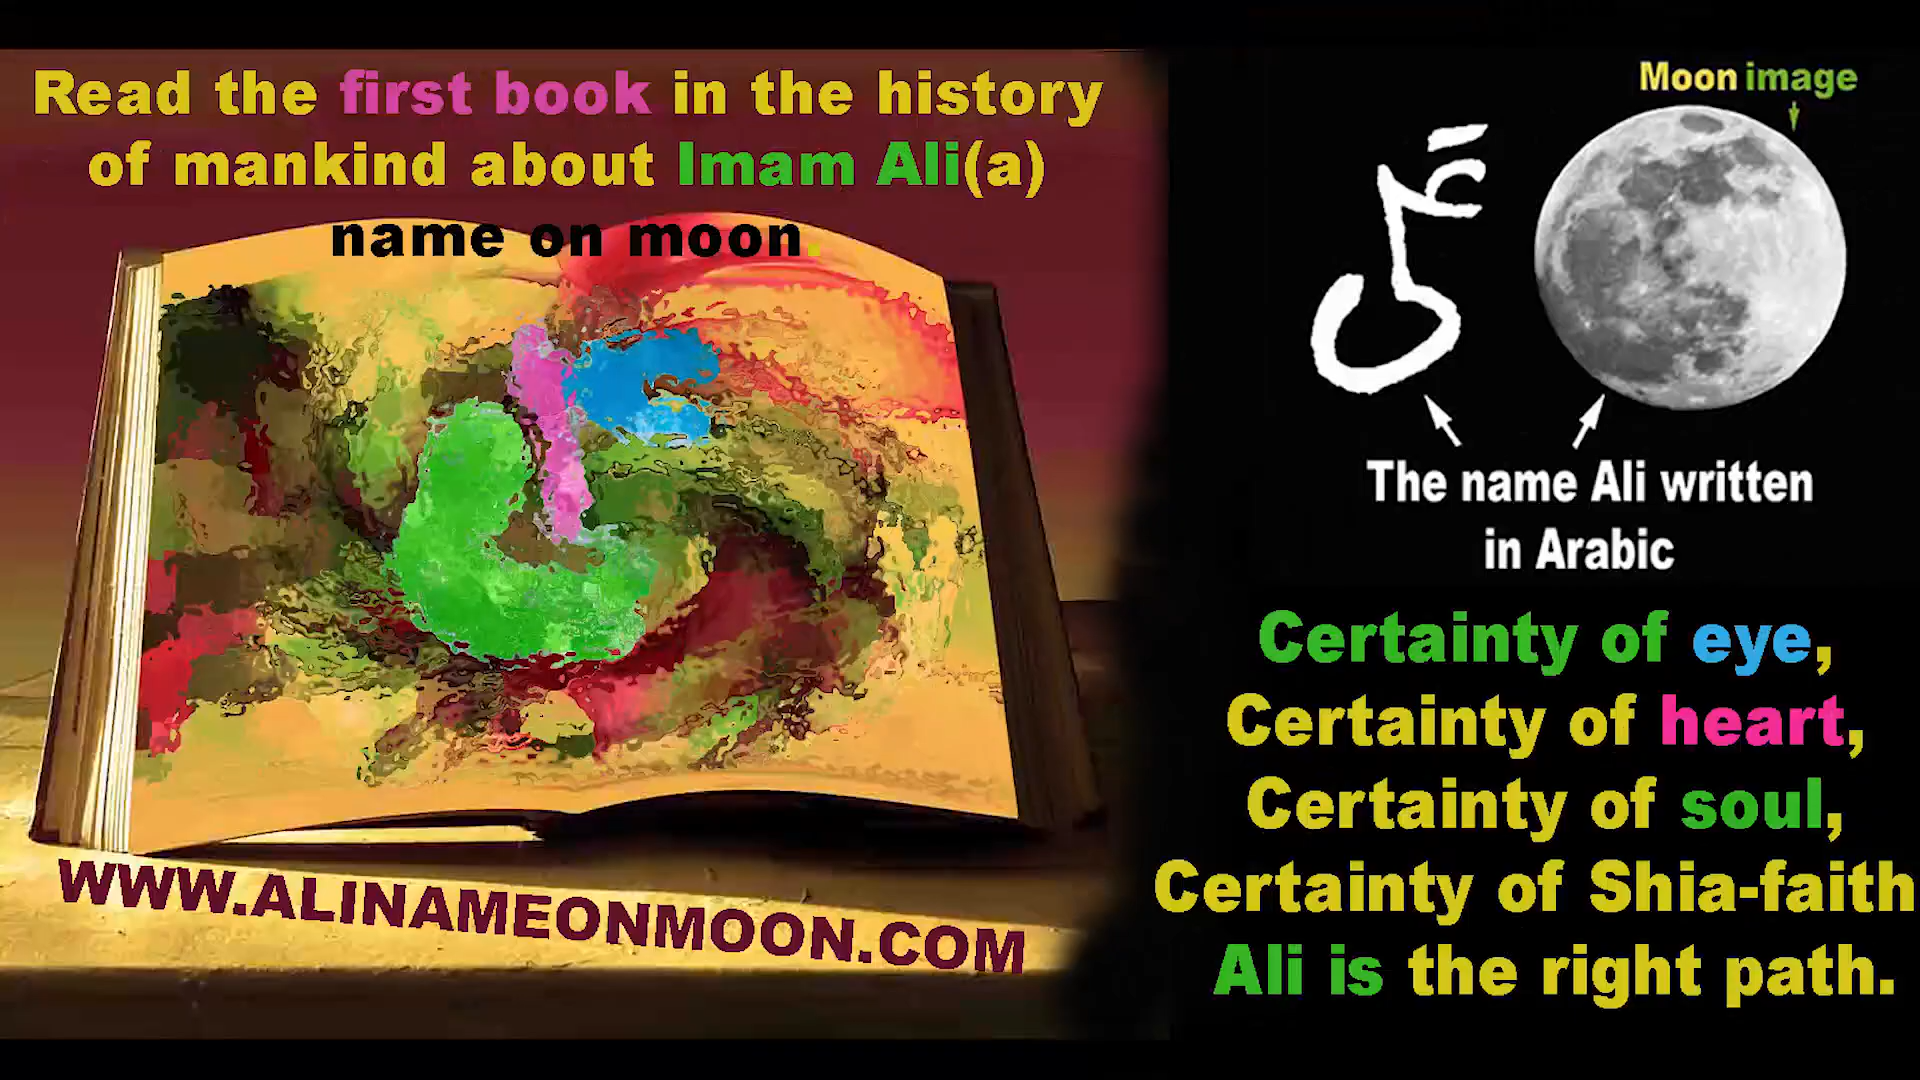 Read the first book in the history
of mankind about Imam Ali(a)
name on moon.
WWW.ALINAMEONMOON.COM
Moon image
The name Ali written
in Arabic
Certainty of eye,
Certainty of heart,
Certainty of soul,
Certainty of Shia-faith
Ali is the right path.